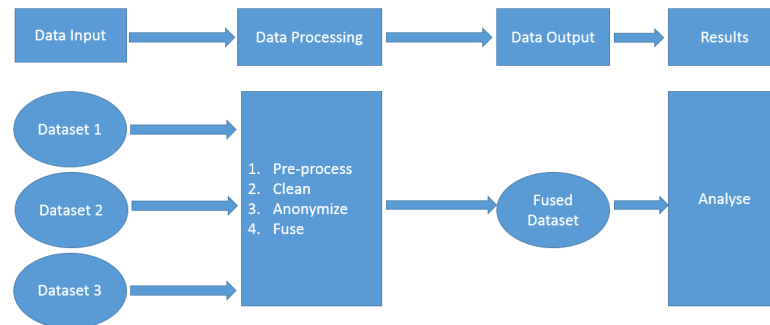 Data Input
Data Processing
Data Output
Results
Dataset 1
Dataset 2
Dataset 3
1. Pre-process
2. Clean
3. Anonymize
4. Fuse
Fused
Dataset
Analyse